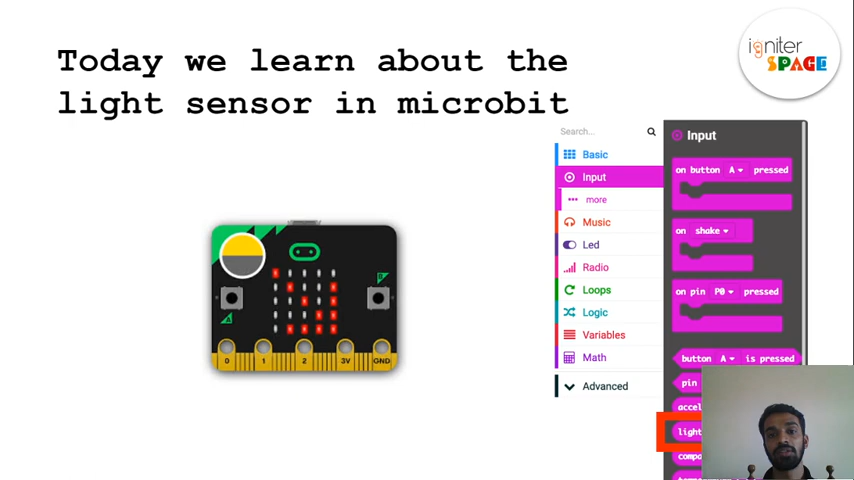 Today we learn about the
light sensor in microbit
igniter
SPACE
Search...
Basic
Input
more
Music
Led
Radio
Loops
Logic
Variables
Math
Advanced
Input
on button A pressed
on shake
on pin P0 pressed
button A is pressed
pin
accel
light
compa
A
B
0 1 2 3V GND